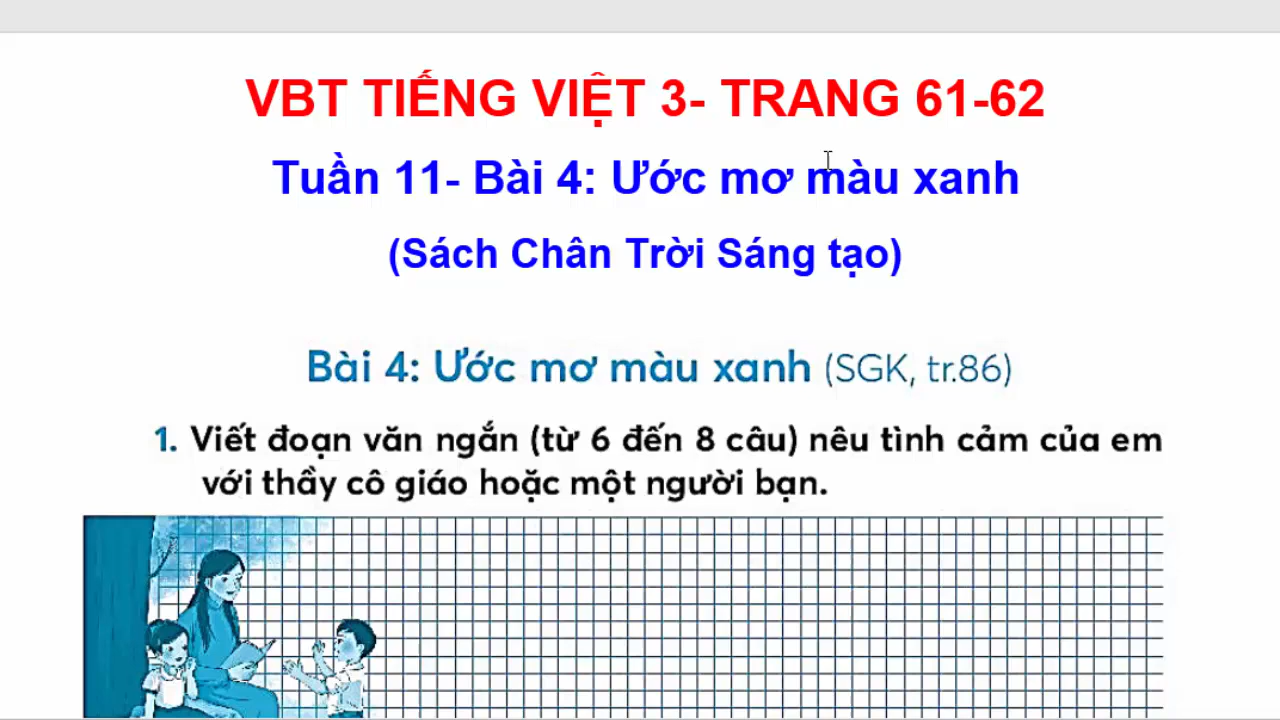 VBT TIẾNG VIỆT 3- TRANG 61-62
Tuần 11- Bài 4: Ước mơ màu xanh
(Sách Chân Trời Sáng tạo)
Bài 4: Ước mơ màu xanh (SGK, tr.86)
1. Viết đoạn văn ngắn (từ 6 đến 8 câu) nêu tình cảm của em
với thầy cô giáo hoặc một người bạn.